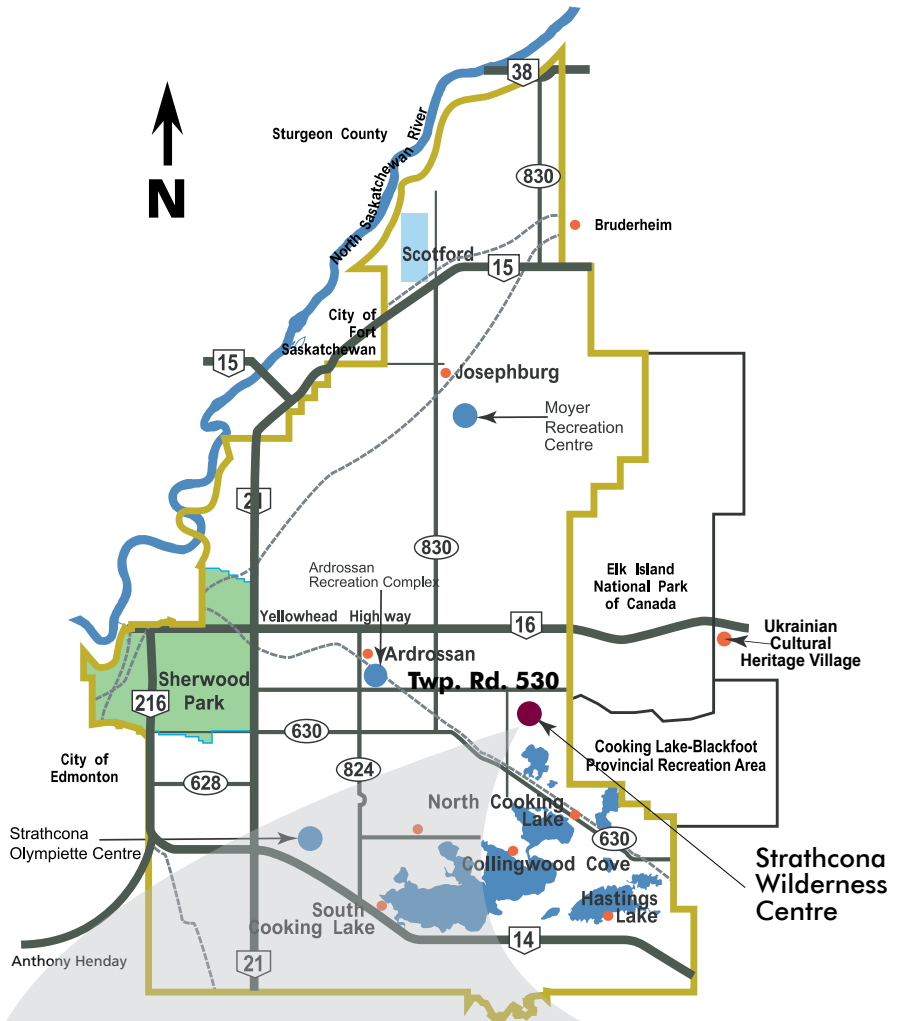 38
Sturgeon County
North Saskatchewan River
830
N
Bruderheim
Scotford
15
City of
Fort
Saskatchewan
15
Josephburg
Moyer
Recreation
Centre
21
830
Ardrossan
Recreation Complex
Elk Island
National Park
of Canada
Yellowhead Highway
16
Ukrainian
Cultural
Heritage Village
Ardrossan
Sherwood
Park
Twp. Rd. 530
216
630
City of
Edmonton
Cooking Lake-Blackfoot
Provincial Recreation Area
824
628
North Cooking
Lake
Strathcona
Olympiette Centre
630
Collingwood Cove
Strathcona
Wilderness
Centre
Hastings
Lake
South
Cooking Lake
14
Anthony Henday
21